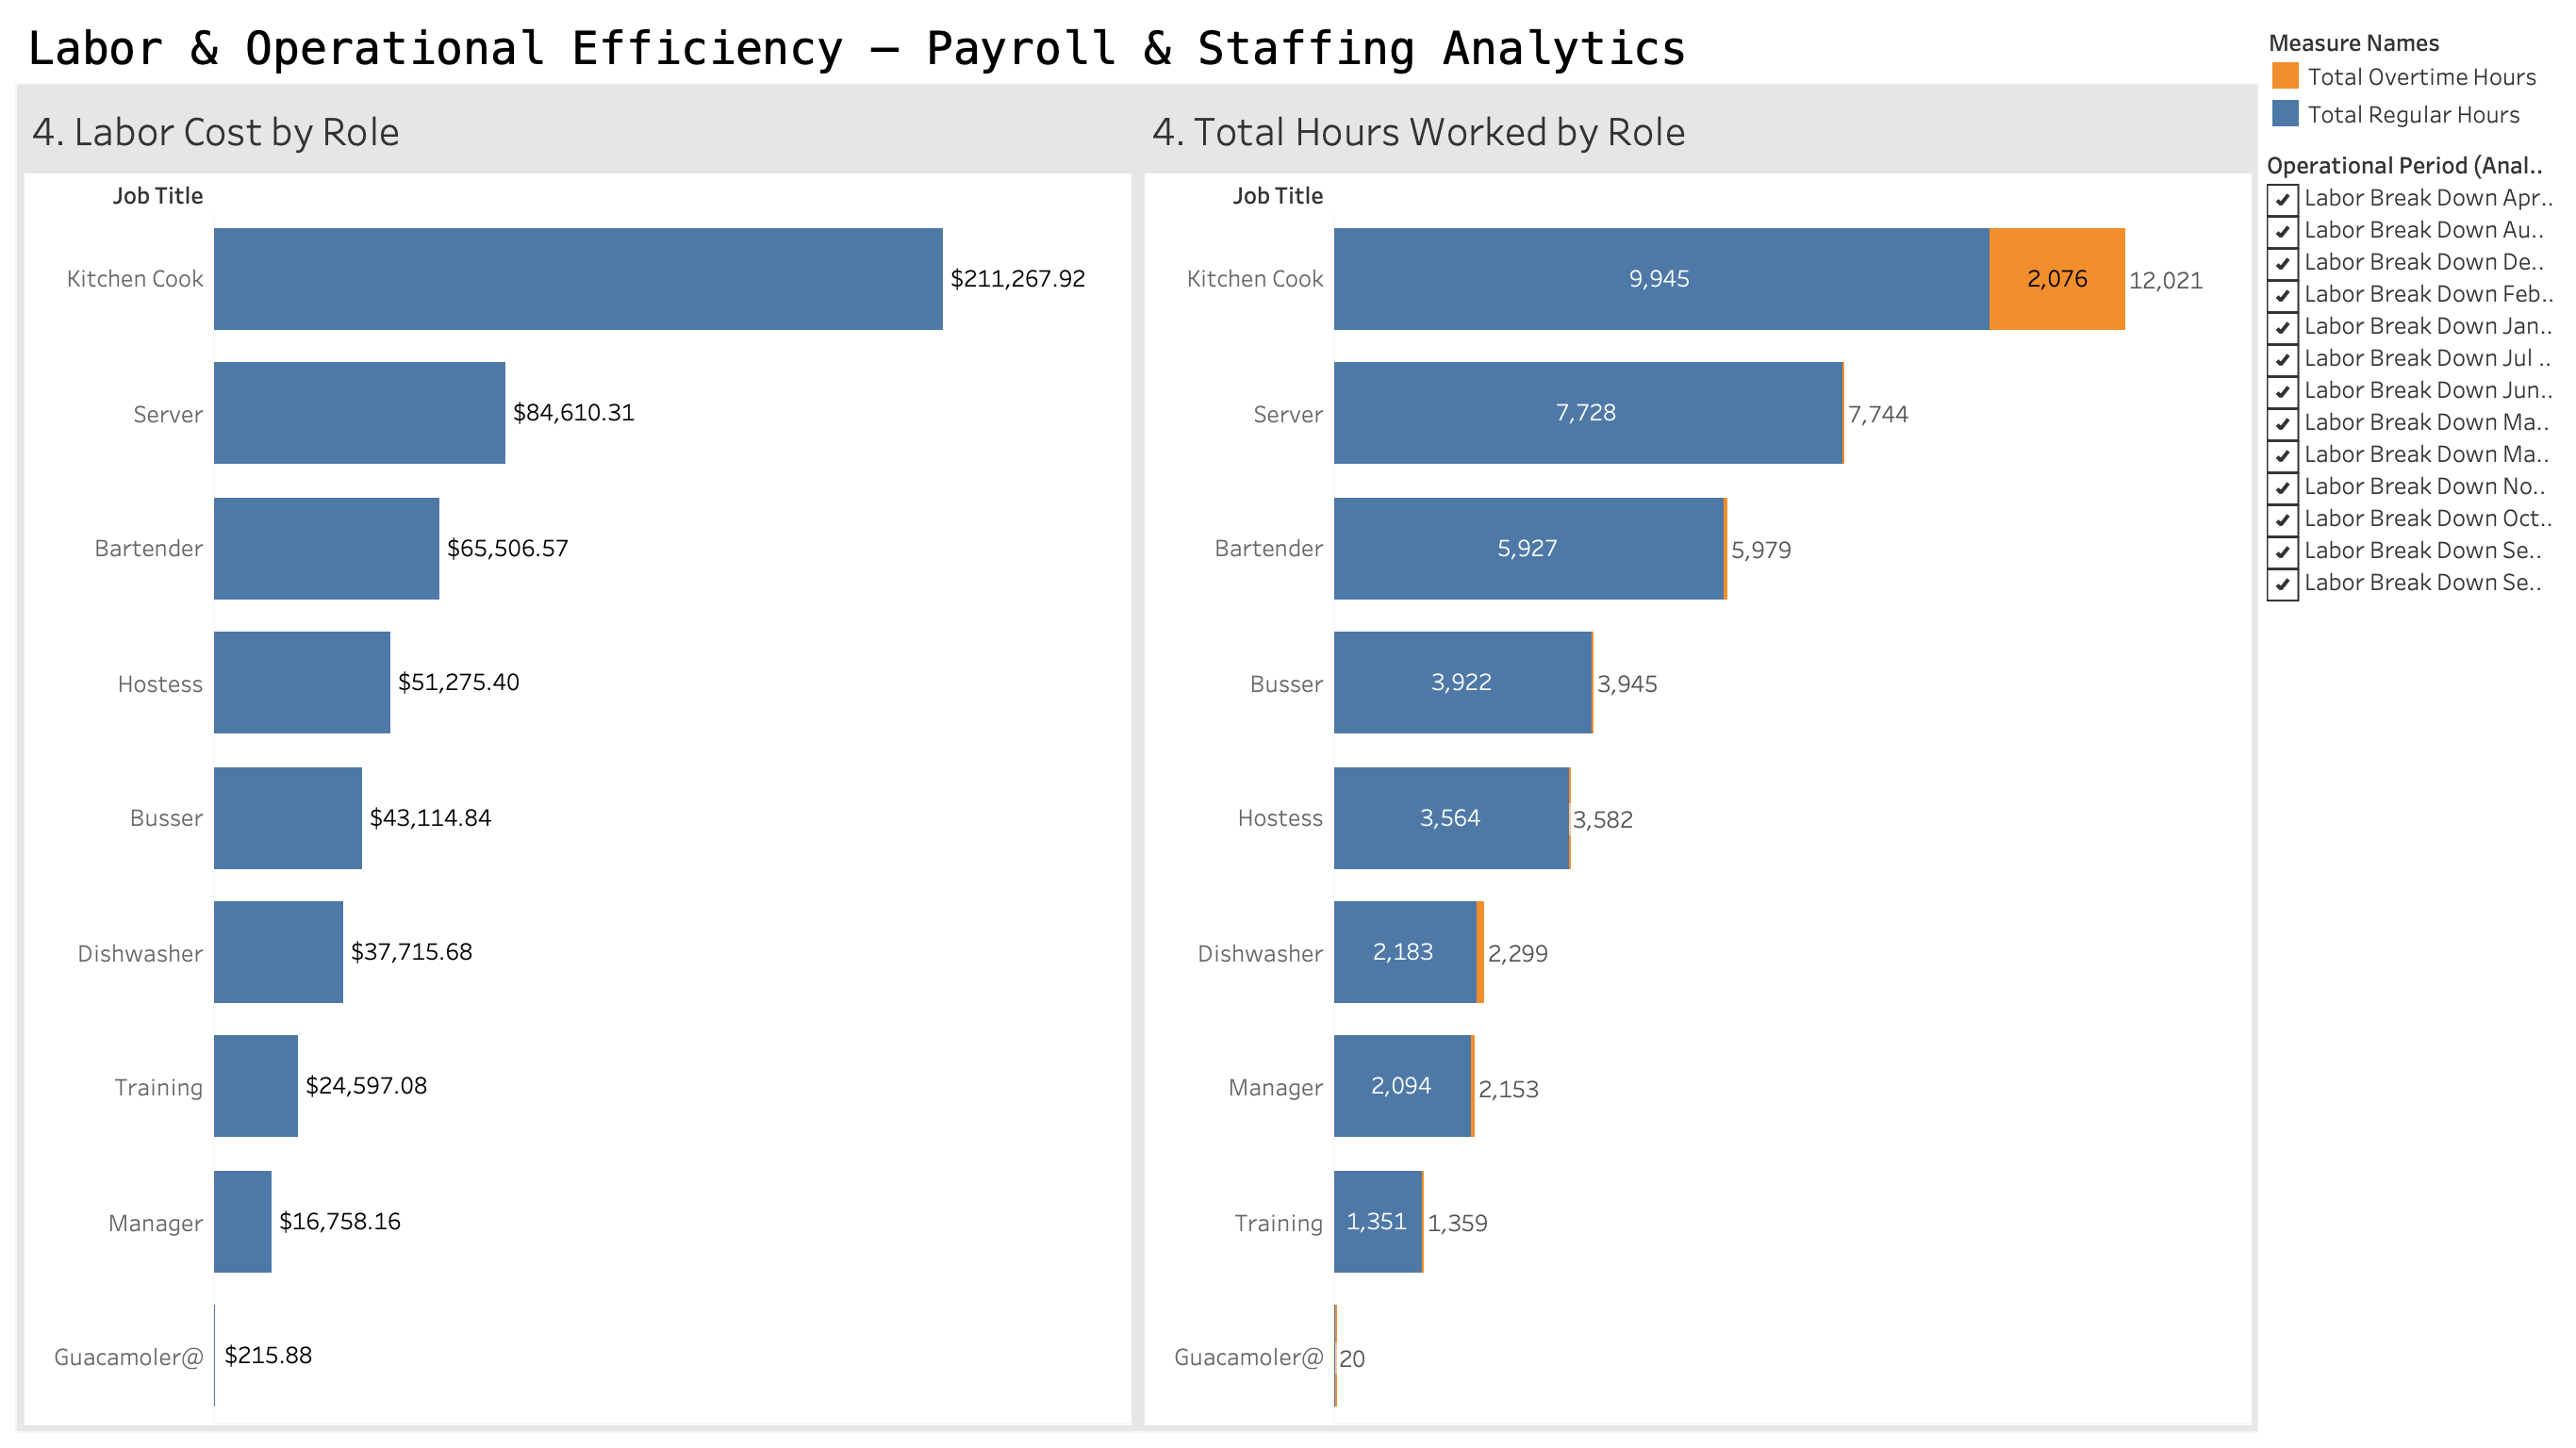 Labor & Operational Efficiency — Payroll & Staffing Analytics
4. Labor Cost by Role
Job Title
Kitchen Cook $211,267.92
Server $84,610.31
Bartender $65,506.57
Hostess $51,275.40
Busser $43,114.84
Dishwasher $37,715.68
Training $24,597.08
Manager $16,758.16
Guacamoler@ $215.88
4. Total Hours Worked by Role
Job Title
Kitchen Cook 9,945 2,076 12,021
Server 7,728 7,744
Bartender 5,927 5,979
Busser 3,922 3,945
Hostess 3,564 3,582
Dishwasher 2,183 2,299
Manager 2,094 2,153
Training 1,351 1,359
Guacamoler@ 20
Measure Names
Total Overtime Hours
Total Regular Hours
Operational Period (Anal..
Labor Break Down Apr..
Labor Break Down Au..
Labor Break Down De..
Labor Break Down Feb..
Labor Break Down Jan..
Labor Break Down Jul ..
Labor Break Down Jun..
Labor Break Down Ma..
Labor Break Down Ma..
Labor Break Down No..
Labor Break Down Oct..
Labor Break Down Se..
Labor Break Down Se..